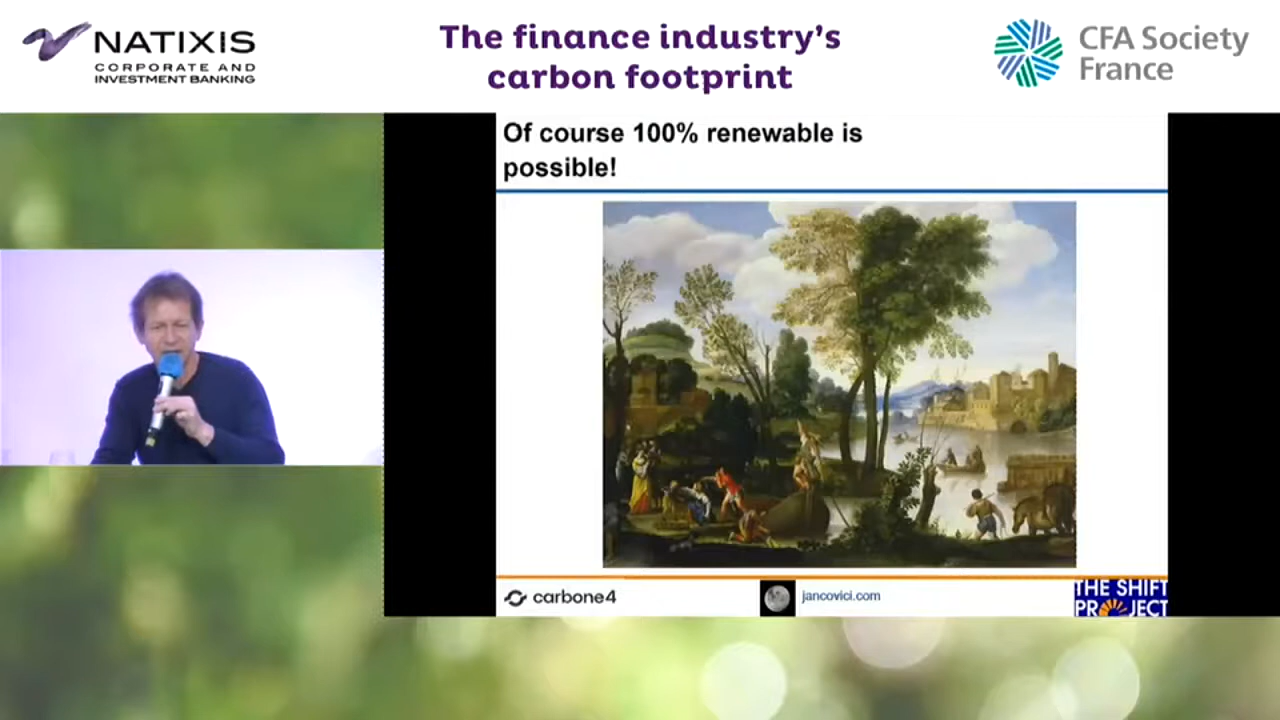 NATIXIS
CORPORATE AND
INVESTMENT BANKING
The finance industry's
carbon footprint
CFA Society
France
Of course 100% renewable is
possible!
carbone4
jancovici.com
THE SHIFT
PROJECT